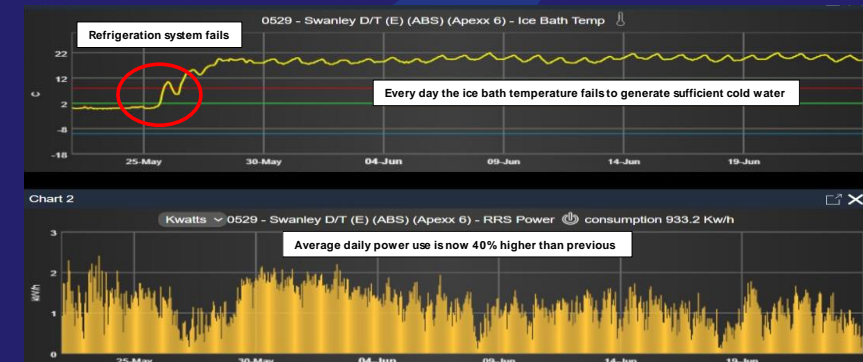 0529 - Swanley D/T (E) (ABS) (Apexx 6) - Ice Bath Temp
Refrigeration system fails
22
12
Every day the ice bath temperature fails to generate sufficient cold water
C
2
-8
-18
25-May 30-May 04-Jun 09-Jun 14-Jun 19-Jun
Chart 2
Kwatts 0529 - Swanley D/T (E) (ABS) (Apexx 6) - RRS Power consumption 933.2 Kw/h
3
Average daily power use is now 40% higher than previous
2
kW/h
1
0
25-May 30-May 04-Jun 09-Jun 14-Jun 19-Jun